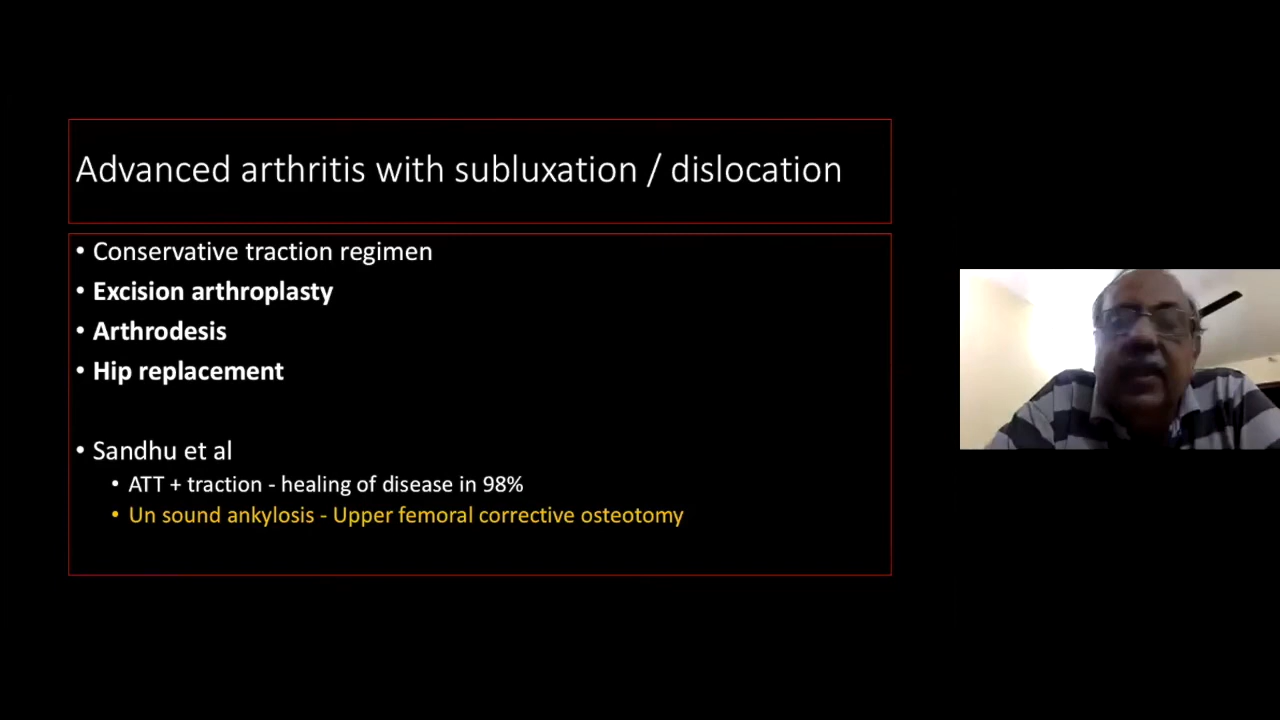 Advanced arthritis with subluxation / dislocation
• Conservative traction regimen
• Excision arthroplasty
• Arthrodesis
• Hip replacement
• Sandhu et al
• ATT + traction - healing of disease in 98%
• Un sound ankylosis - Upper femoral corrective osteotomy